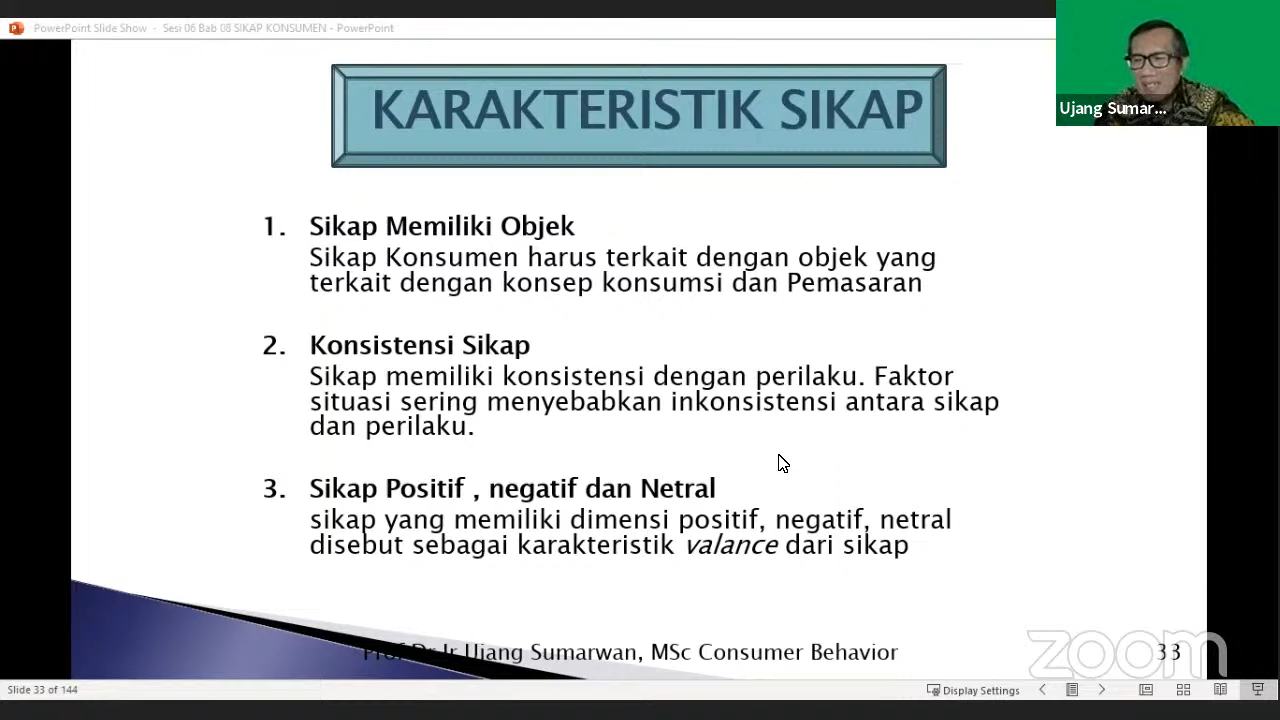 PowerPoint Slide Show - Sesi 06 Bab 08 SIKAP KONSUMEN - PowerPoint
Ujang Sumar...
KARAKTERISTIK SIKAP
1. Sikap Memiliki Objek
Sikap Konsumen harus terkait dengan objek yang
terkait dengan konsep konsumsi dan Pemasaran
2. Konsistensi Sikap
Sikap memiliki konsistensi dengan perilaku. Faktor
situasi sering menyebabkan inkonsistensi antara sikap
dan perilaku.
3. Sikap Positif , negatif dan Netral
sikap yang memiliki dimensi positif, negatif, netral
disebut sebagai karakteristik valance dari sikap
Prof Dr Ir Ujang Sumarwan, MSc Consumer Behavior
33
zoom
Slide 33 of 144
Display Settings